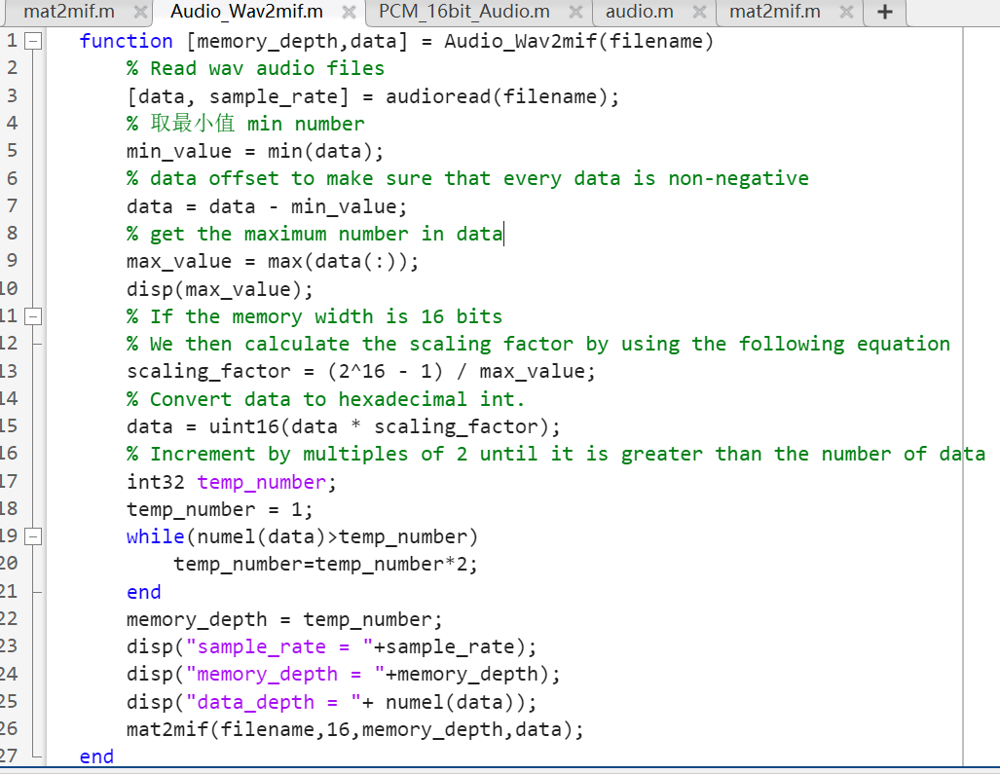 mat2mif.m × Audio_Wav2mif.m × PCM_16bit_Audio.m × audio.m × mat2mif.m × +
1 function [memory_depth,data] = Audio_Wav2mif(filename)
2 % Read wav audio files
3 [data, sample_rate] = audioread(filename);
4 % 取最小值 min number
5 min_value = min(data);
6 % data offset to make sure that every data is non-negative
7 data = data - min_value;
8 % get the maximum number in data
9 max_value = max(data(:));
10 disp(max_value);
11 % If the memory width is 16 bits
12 % We then calculate the scaling factor by using the following equation
13 scaling_factor = (2^16 - 1) / max_value;
14 % Convert data to hexadecimal int.
15 data = uint16(data * scaling_factor);
16 % Increment by multiples of 2 until it is greater than the number of data
17 int32 temp_number;
18 temp_number = 1;
19 while(numel(data)>temp_number)
20 temp_number=temp_number*2;
21 end
22 memory_depth = temp_number;
23 disp("sample_rate = "+sample_rate);
24 disp("memory_depth = "+memory_depth);
25 disp("data_depth = "+ numel(data));
26 mat2mif(filename,16,memory_depth,data);
27 end